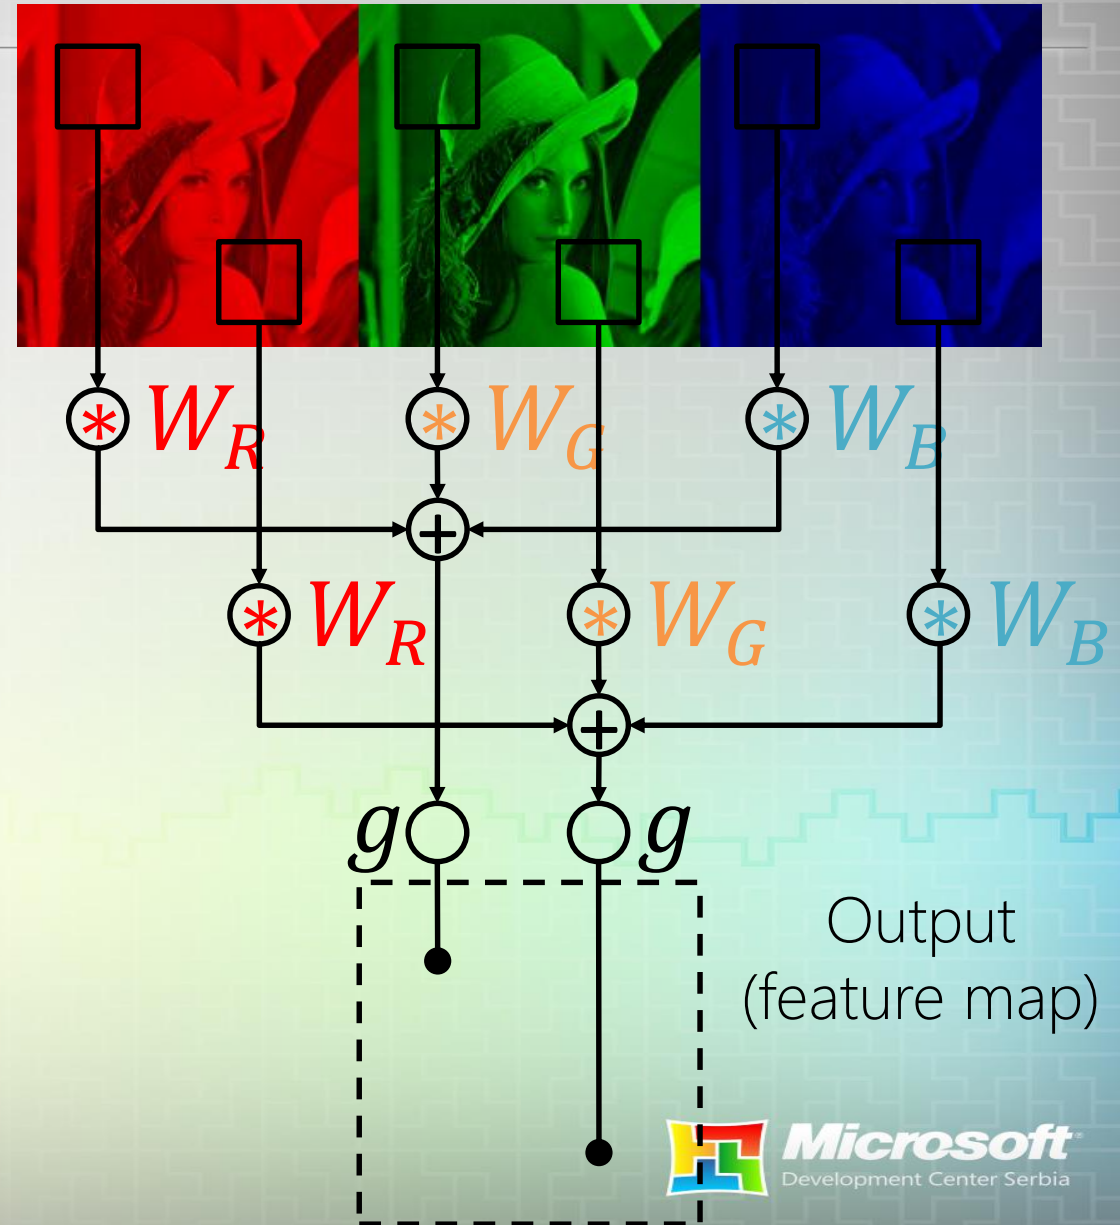 * W_R * W_G * W_B
+
* W_R * W_G * W_B
+
g g
Output
(feature map)
Microsoft
Development Center Serbia